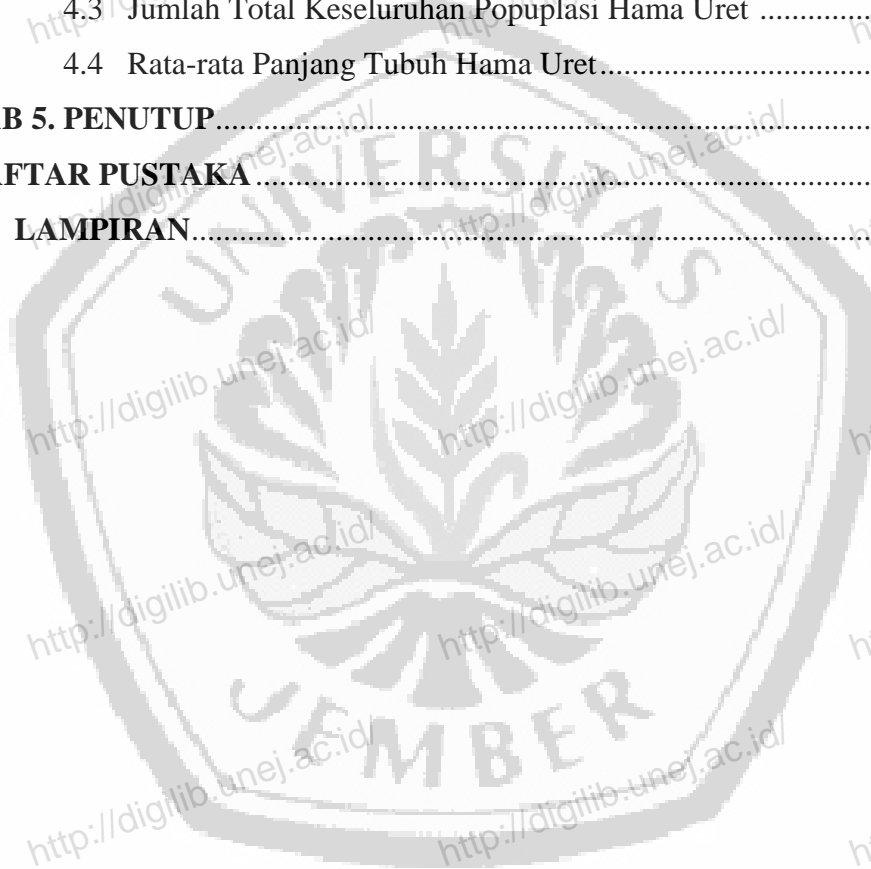 4.3 Jumlah Total Keseluruhan Popuplasi Hama Uret ..............
4.4 Rata-rata Panjang Tubuh Hama Uret...................................
B 5. PENUTUP..........................................................................................
FTAR PUSTAKA.....................................................................................
LAMPIRAN..............................................................................................
UNIVERSITAS
JEMBER
http://digilib.unej.ac.id/
http://digilib.unej.ac.id/
http://digilib.unej.ac.id/
http://digilib.unej.ac.id/
http://digilib.unej.ac.id/
http://digilib.unej.ac.id/
http://digilib.unej.ac.id/
http://digilib.unej.ac.id/